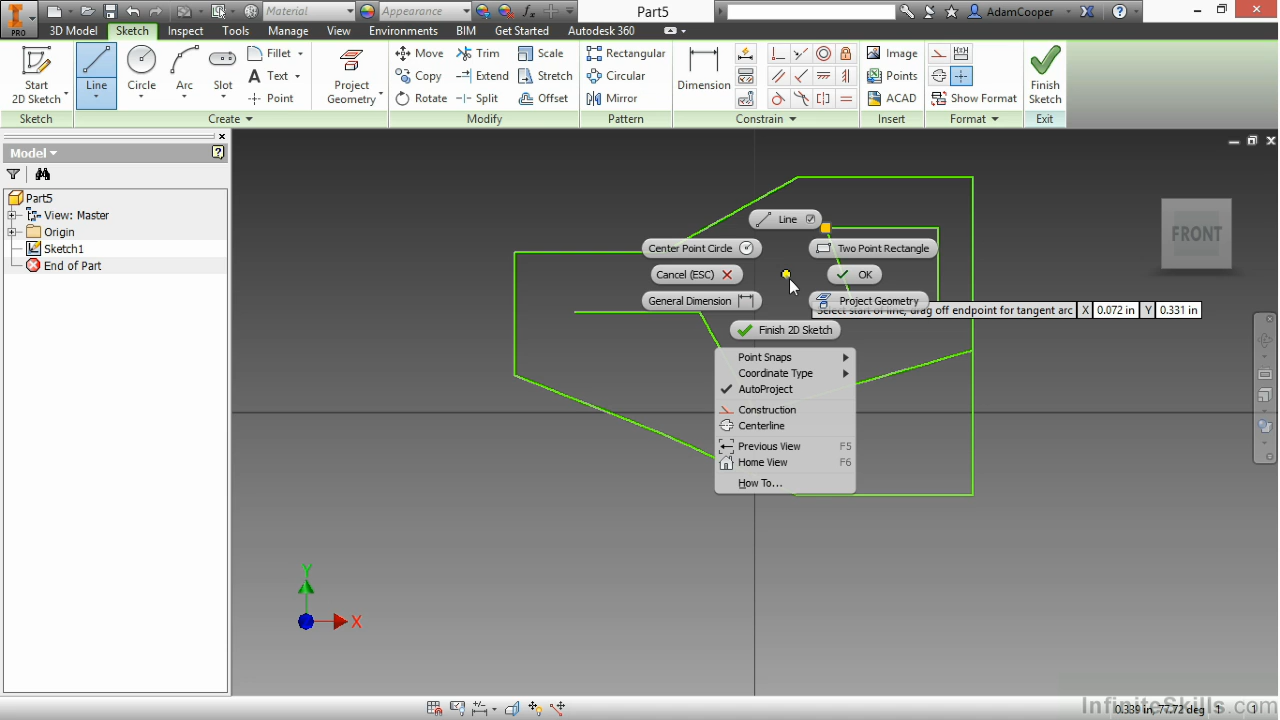 Material
Appearance
Part5
AdamCooper
PRO
3D Model Sketch Inspect Tools Manage View Environments BIM Get Started Autodesk 360
Start
2D Sketch
Line
Circle
Arc
Slot
Fillet
Text
Point
Project
Geometry
Move
Copy
Rotate
Trim
Extend
Split
Scale
Stretch
Offset
Rectangular
Circular
Mirror
Dimension
Image
Points
ACAD
Show Format
Finish
Sketch
Sketch
Create
Modify
Pattern
Constrain
Insert
Format
Exit
Model
Part5
View: Master
Origin
Sketch1
End of Part
Line
Center Point Circle
Two Point Rectangle
Cancel (ESC)
OK
General Dimension
Project Geometry
Select start of line, drag off endpoint for tangent arc X 0.072 in Y 0.331 in
Finish 2D Sketch
Point Snaps
Coordinate Type
AutoProject
Construction
Centerline
Previous View F5
Home View F6
How To...
FRONT
Y
X
InfiniteSkills.com
0.339 in, 77.72 deg 1 1